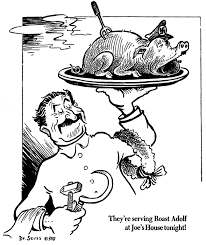 They're serving Roast Adolf
at Joe's House tonight!
DR. SEUSS